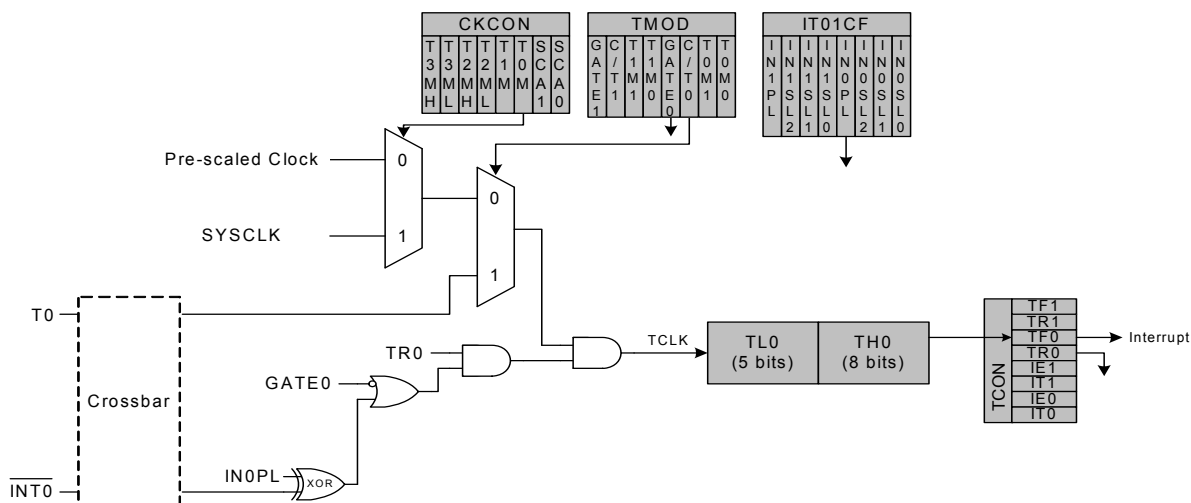 CKCON
T3MH T3ML T2MH T2ML T1M T0M SCA1 SCA0
TMOD
GATE1 C/T1 T1M1 T1M0 GATE0 C/T0 T0M1 T0M0
IT01CF
IN1PL IN1SL2 IN1SL1 IN1SL0 IN0PL IN0SL2 IN0SL1 IN0SL0
Pre-scaled Clock
0
SYSCLK
1
0
1
T0
Crossbar
INT0
TR0
GATE0
IN0PL
XOR
TCLK
TL0
(5 bits)
TH0
(8 bits)
TCON
TF1
TR1
TF0
TR0
IE1
IT1
IE0
IT0
Interrupt